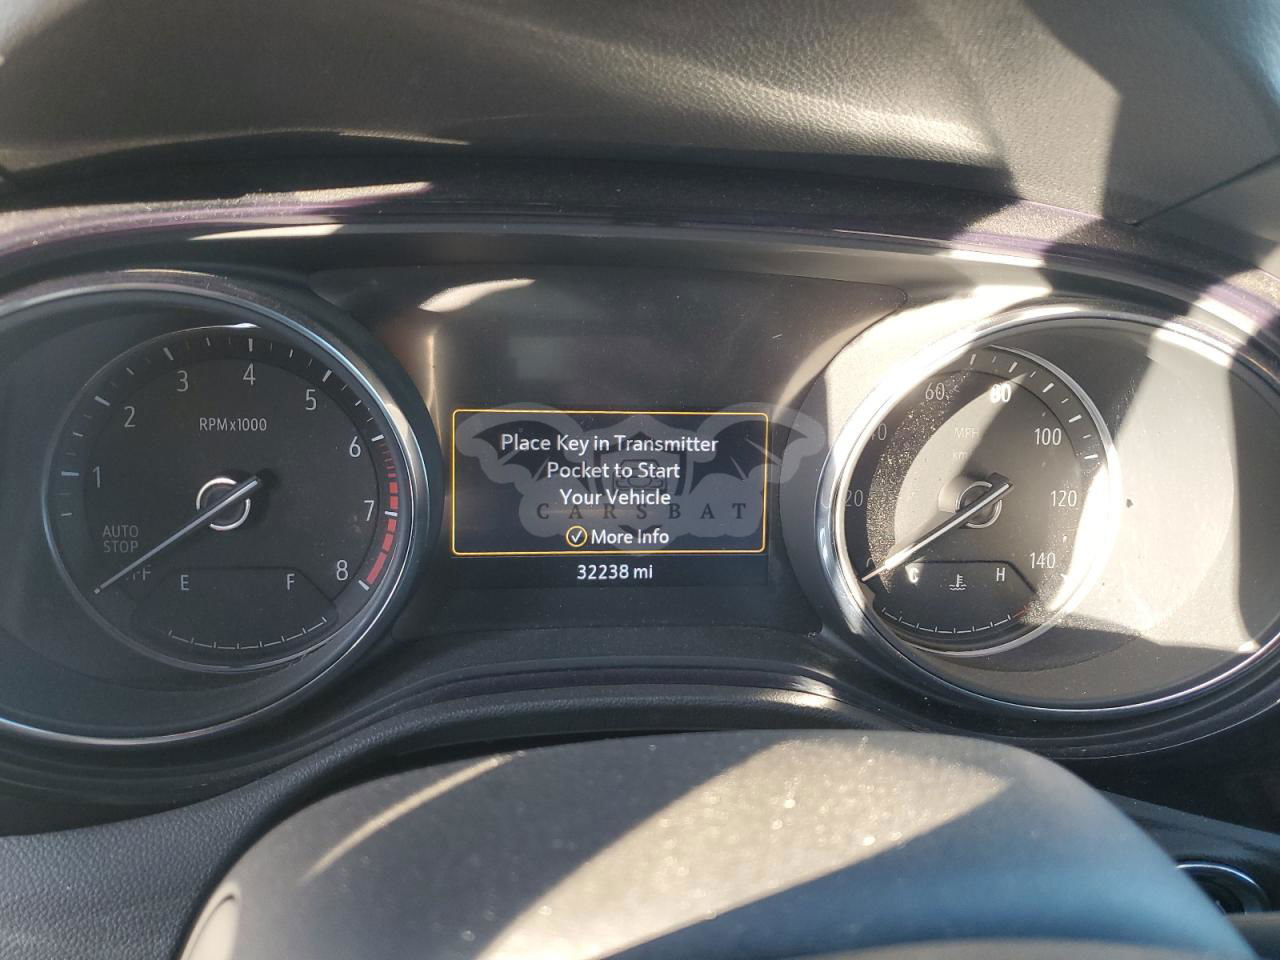 1
2
3
4
5
6
7
8
RPMx1000
AUTO
STOP
E
F
Place Key in Transmitter
Pocket to Start
Your Vehicle
More Info
CARSBAT
32238 mi
20
60
80
100
120
140
MPH
C
H